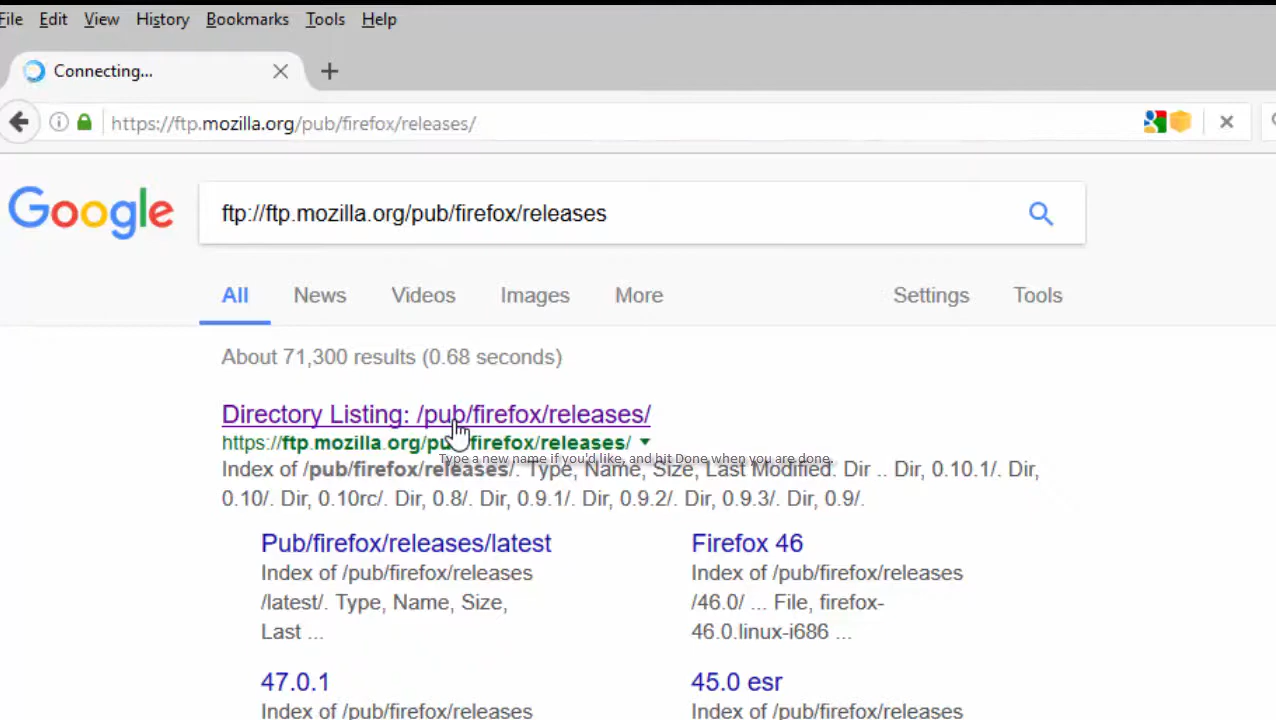 File Edit View History Bookmarks Tools Help
Connecting...
https://ftp.mozilla.org/pub/firefox/releases/
Google
ftp://ftp.mozilla.org/pub/firefox/releases
All News Videos Images More Settings Tools
About 71,300 results (0.68 seconds)
Directory Listing: /pub/firefox/releases/
https://ftp.mozilla.org/pub/firefox/releases/
Type a new name if you'd like, and hit Done when you are done.
Index of /pub/firefox/releases/. Type, Name, Size, Last Modified. Dir .. Dir, 0.10.1/. Dir,
0.10/. Dir, 0.10rc/. Dir, 0.8/. Dir, 0.9.1/. Dir, 0.9.2/. Dir, 0.9.3/. Dir, 0.9/.
Pub/firefox/releases/latest
Index of /pub/firefox/releases
/latest/. Type, Name, Size,
Last ...
Firefox 46
Index of /pub/firefox/releases
/46.0/ ... File, firefox-
46.0.linux-i686 ...
47.0.1
Index of /pub/firefox/releases
45.0 esr
Index of /pub/firefox/releases